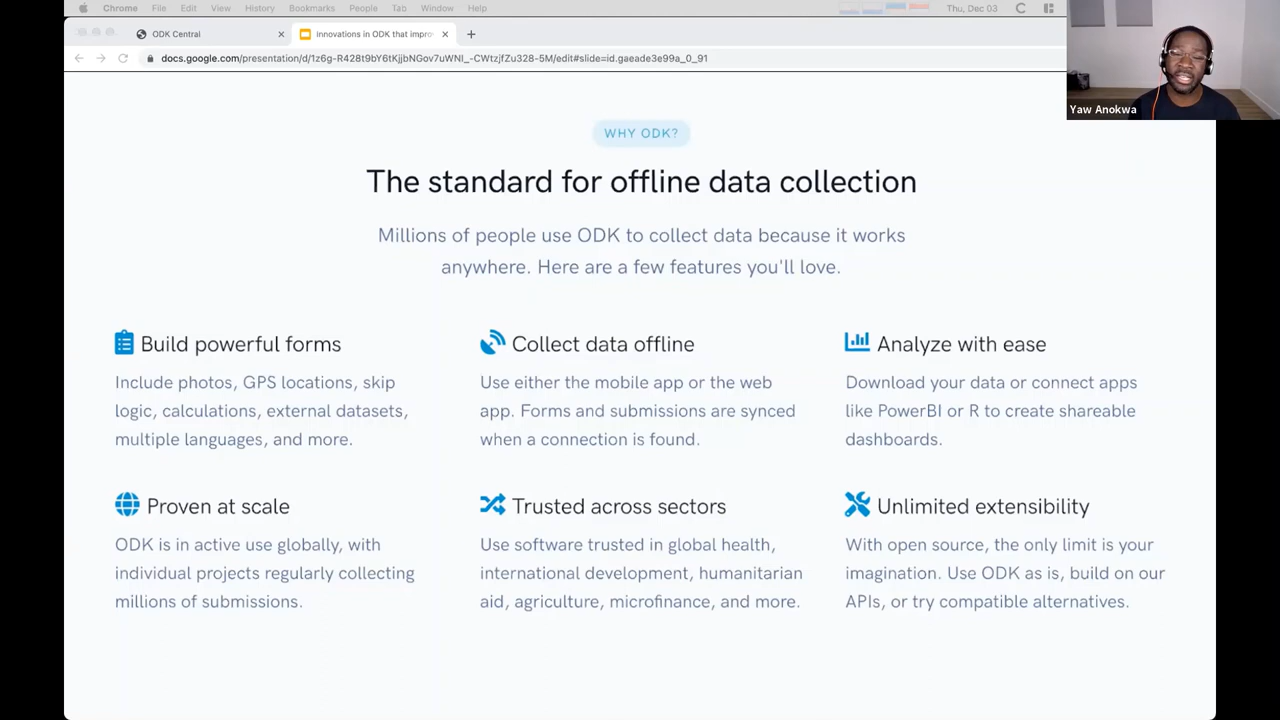 Chrome File Edit View History Bookmarks People Tab Window Help Thu, Dec 03
ODK Central
innovations in ODK that impro
docs.google.com/presentation/d/1z6g-R428t9bY6tKjjbNGov7uWNI_-CWtzjfZu328-5M/edit#slide=id.gaeade3e99a_0_91
Yaw Anokwa
WHY ODK?
The standard for offline data collection
Millions of people use ODK to collect data because it works
anywhere. Here are a few features you'll love.
Build powerful forms
Include photos, GPS locations, skip
logic, calculations, external datasets,
multiple languages, and more.
Collect data offline
Use either the mobile app or the web
app. Forms and submissions are synced
when a connection is found.
Analyze with ease
Download your data or connect apps
like PowerBI or R to create shareable
dashboards.
Proven at scale
ODK is in active use globally, with
individual projects regularly collecting
millions of submissions.
Trusted across sectors
Use software trusted in global health,
international development, humanitarian
aid, agriculture, microfinance, and more.
Unlimited extensibility
With open source, the only limit is your
imagination. Use ODK as is, build on our
APIs, or try compatible alternatives.